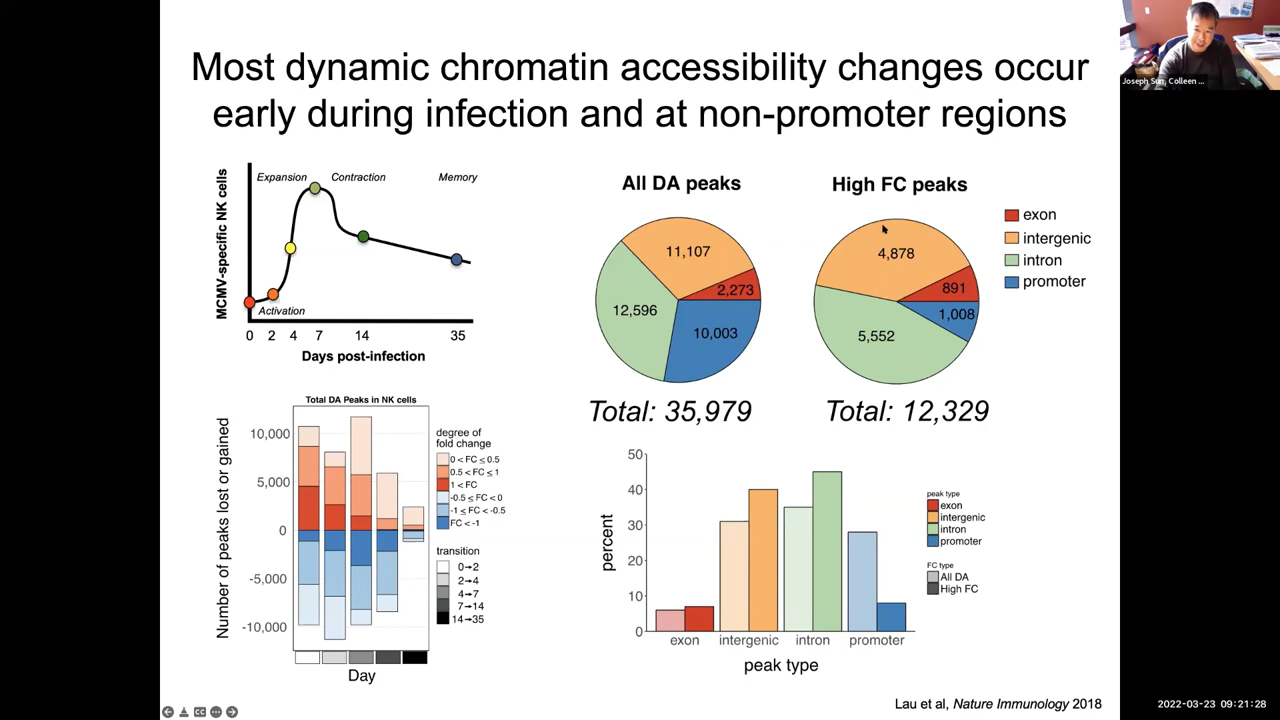 Most dynamic chromatin accessibility changes occur
early during infection and at non-promoter regions
Joseph Sun, Colleen ...
MCMV-specific NK cells
Expansion
Contraction
Memory
Activation
0 2 4 7 14 35
Days post-infection
All DA peaks
11,107
2,273
12,596
10,003
Total: 35,979
High FC peaks
4,878
891
1,008
5,552
Total: 12,329
exon
intergenic
intron
promoter
Total DA Peaks in NK cells
Number of peaks lost or gained
10,000
5,000
0
-5,000
-10,000
Day
degree of
fold change
0 < FC ≤ 0.5
0.5 < FC ≤ 1
1 < FC
-0.5 ≤ FC < 0
-1 ≤ FC < -0.5
FC < -1
transition
0→2
2→4
4→7
7→14
14→35
percent
50
40
30
20
10
0
exon intergenic intron promoter
peak type
peak type
exon
intergenic
intron
promoter
FC type
All DA
High FC
Lau et al, Nature Immunology 2018
CC
2022-03-23 09:21:28